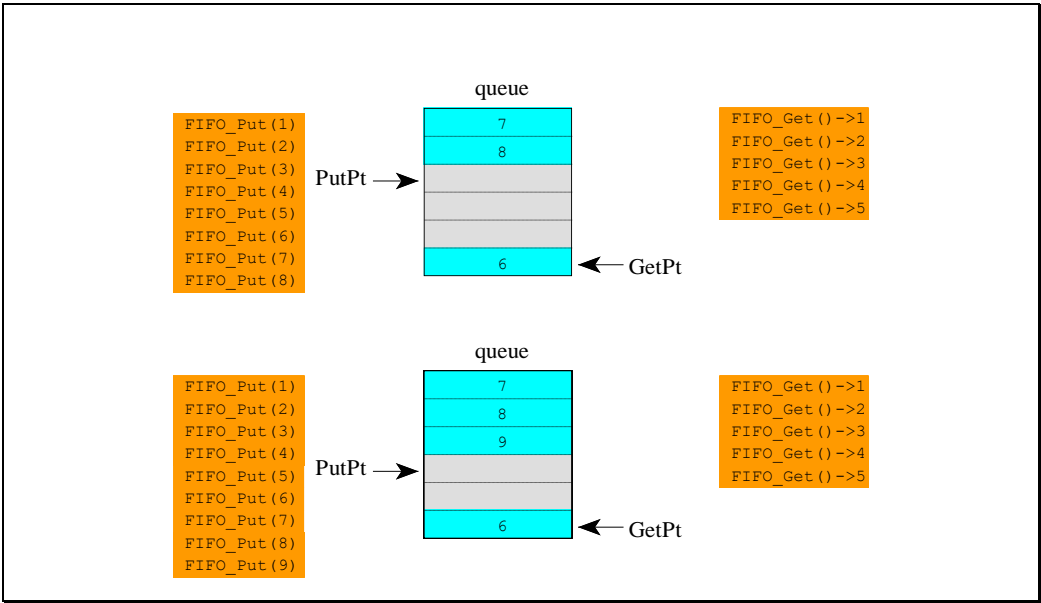 queue
FIFO_Put(1)
FIFO_Put(2)
FIFO_Put(3)
FIFO_Put(4)
FIFO_Put(5)
FIFO_Put(6)
FIFO_Put(7)
FIFO_Put(8)
PutPt
7
8
6
GetPt
FIFO_Get()->1
FIFO_Get()->2
FIFO_Get()->3
FIFO_Get()->4
FIFO_Get()->5
queue
FIFO_Put(1)
FIFO_Put(2)
FIFO_Put(3)
FIFO_Put(4)
FIFO_Put(5)
FIFO_Put(6)
FIFO_Put(7)
FIFO_Put(8)
FIFO_Put(9)
PutPt
7
8
9
6
GetPt
FIFO_Get()->1
FIFO_Get()->2
FIFO_Get()->3
FIFO_Get()->4
FIFO_Get()->5